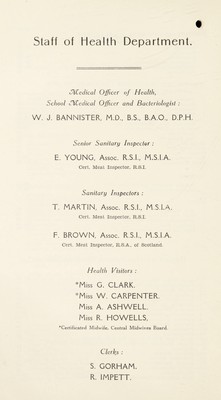 Staff of Health Department.
Medical Officer of Health,
School Medical Officer and Bacteriologist :
W. J. BANNISTER, M.D., B.S., B.A.O., D.P.H.
Senior Sanitary Inspector :
E. YOUNG, Assoc. R.S.I., M.S.I.A.
Cert. Meat Inspector, R.S.I.
Sanitary Inspectors :
T. MARTIN, Assoc. R.S.I., M.S.I.A.
Cert. Meat Inspector, R.S.I.
F. BROWN, Assoc. R.S.I., M.S.I.A.
Cert. Meat Inspector, R.S.A., of Scotland.
Health Visitors :
*Miss G. CLARK.
*Miss W. CARPENTER.
Miss A. ASHWELL.
Miss R. HOWELLS,
*Certificated Midwife, Central Midwives Board.
Clerks :
S. GORHAM.
R. IMPETT.